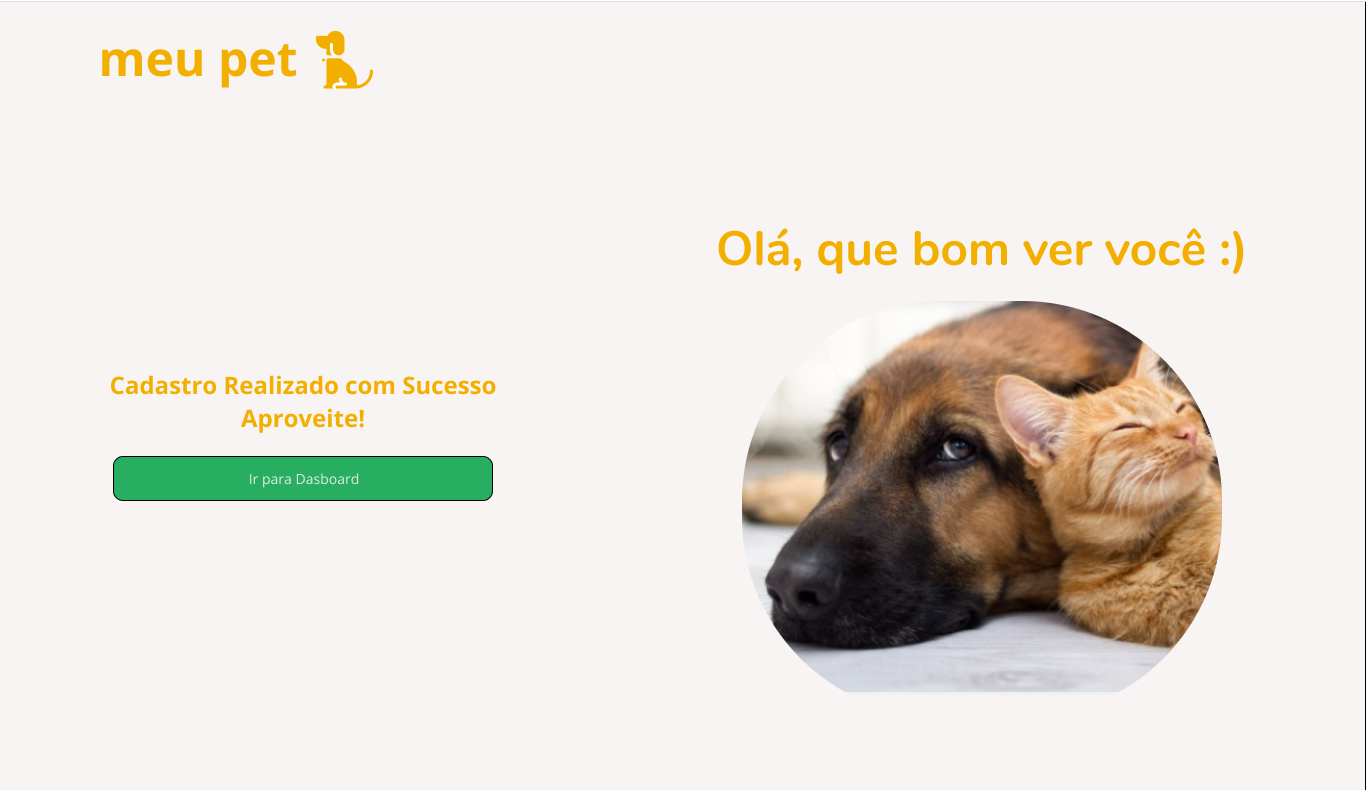 meu pet
Olá, que bom ver você :)
Cadastro Realizado com Sucesso
Aproveite!
Ir para Dasboard